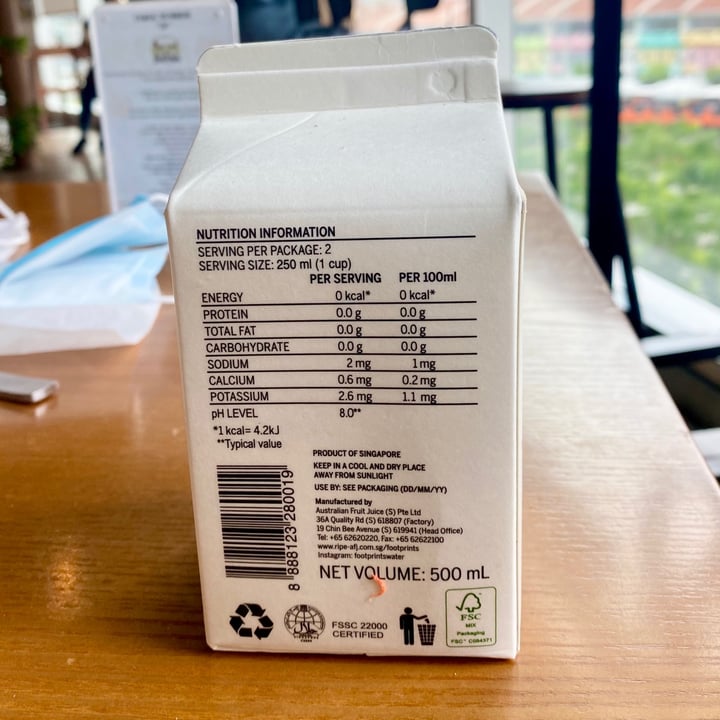 NUTRITION INFORMATION
SERVING PER PACKAGE: 2
SERVING SIZE: 250 ml (1 cup)
PER SERVING PER 100ml
ENERGY 0 kcal* 0 kcal*
PROTEIN 0.0 g 0.0 g
TOTAL FAT 0.0 g 0.0 g
CARBOHYDRATE 0.0 g 0.0 g
SODIUM 2 mg 1 mg
CALCIUM 0.6 mg 0.2 mg
POTASSIUM 2.6 mg 1.1 mg
pH LEVEL 8.0**
*1 kcal= 4.2kJ
**Typical value
PRODUCT OF SINGAPORE
KEEP IN A COOL AND DRY PLACE
AWAY FROM SUNLIGHT
USE BY: SEE PACKAGING (DD/MM/YY)
Manufactured by
Australian Fruit Juice (S) Pte Ltd
36A Quality Rd (S) 618807 (Factory)
19 Chin Bee Avenue (S) 619941 (Head Office)
Tel: +65 62620220, Fax: +65 62622100
www.ripe-afj.com.sg/footprints
Instagram: footprintswater
8 888123 280019
NET VOLUME: 500 mL
FSSC 22000
CERTIFIED
FSC
MIX
Packaging
FSC™ C084371